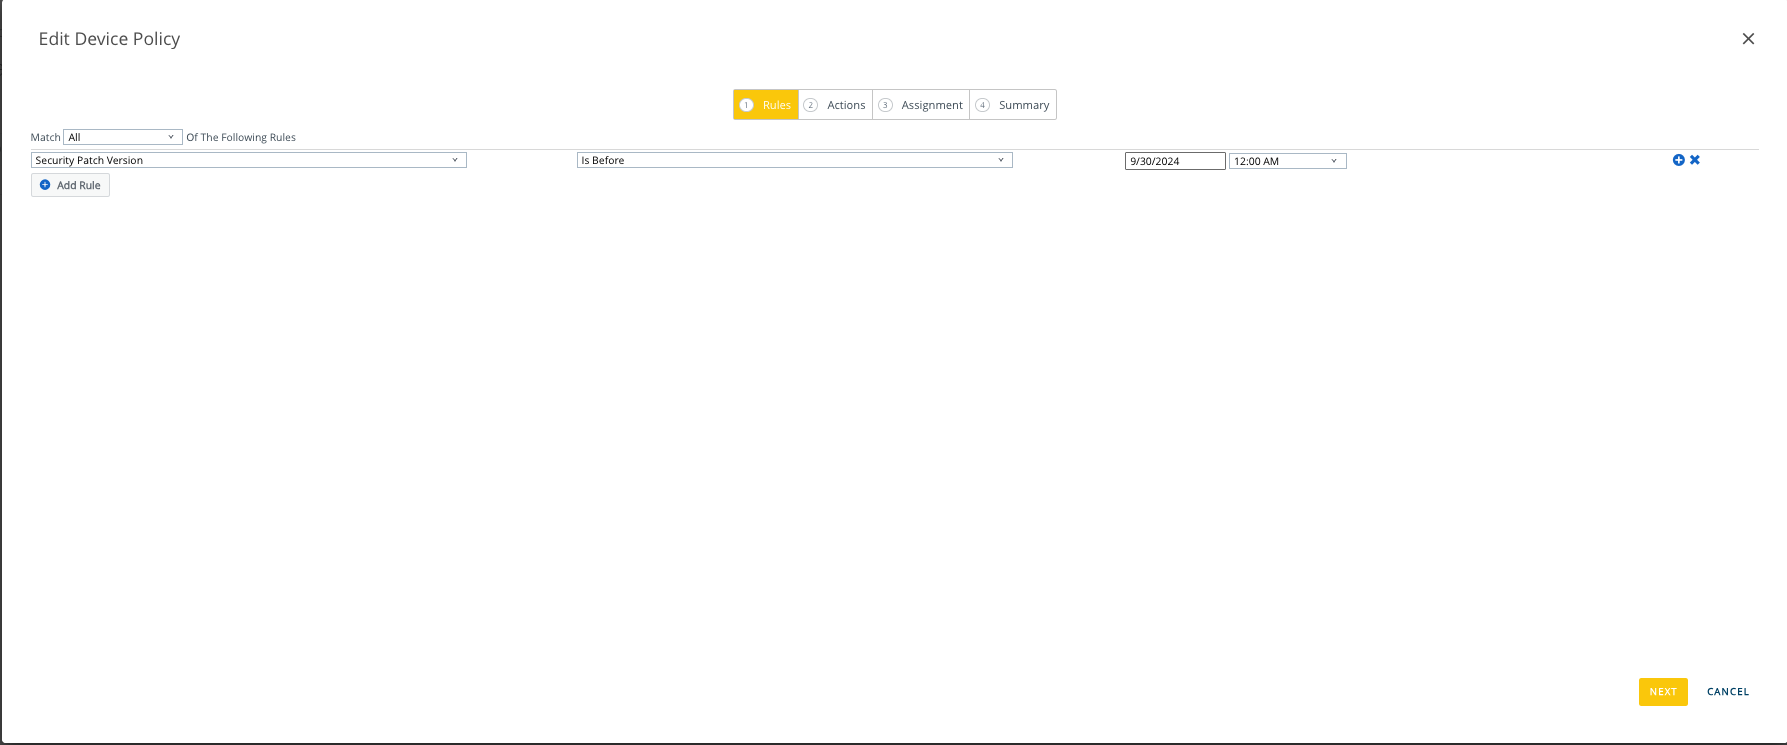 Edit Device Policy
1 Rules 2 Actions 3 Assignment 4 Summary
Match All Of The Following Rules
Security Patch Version Is Before 9/30/2024 12:00 AM
Add Rule
NEXT CANCEL